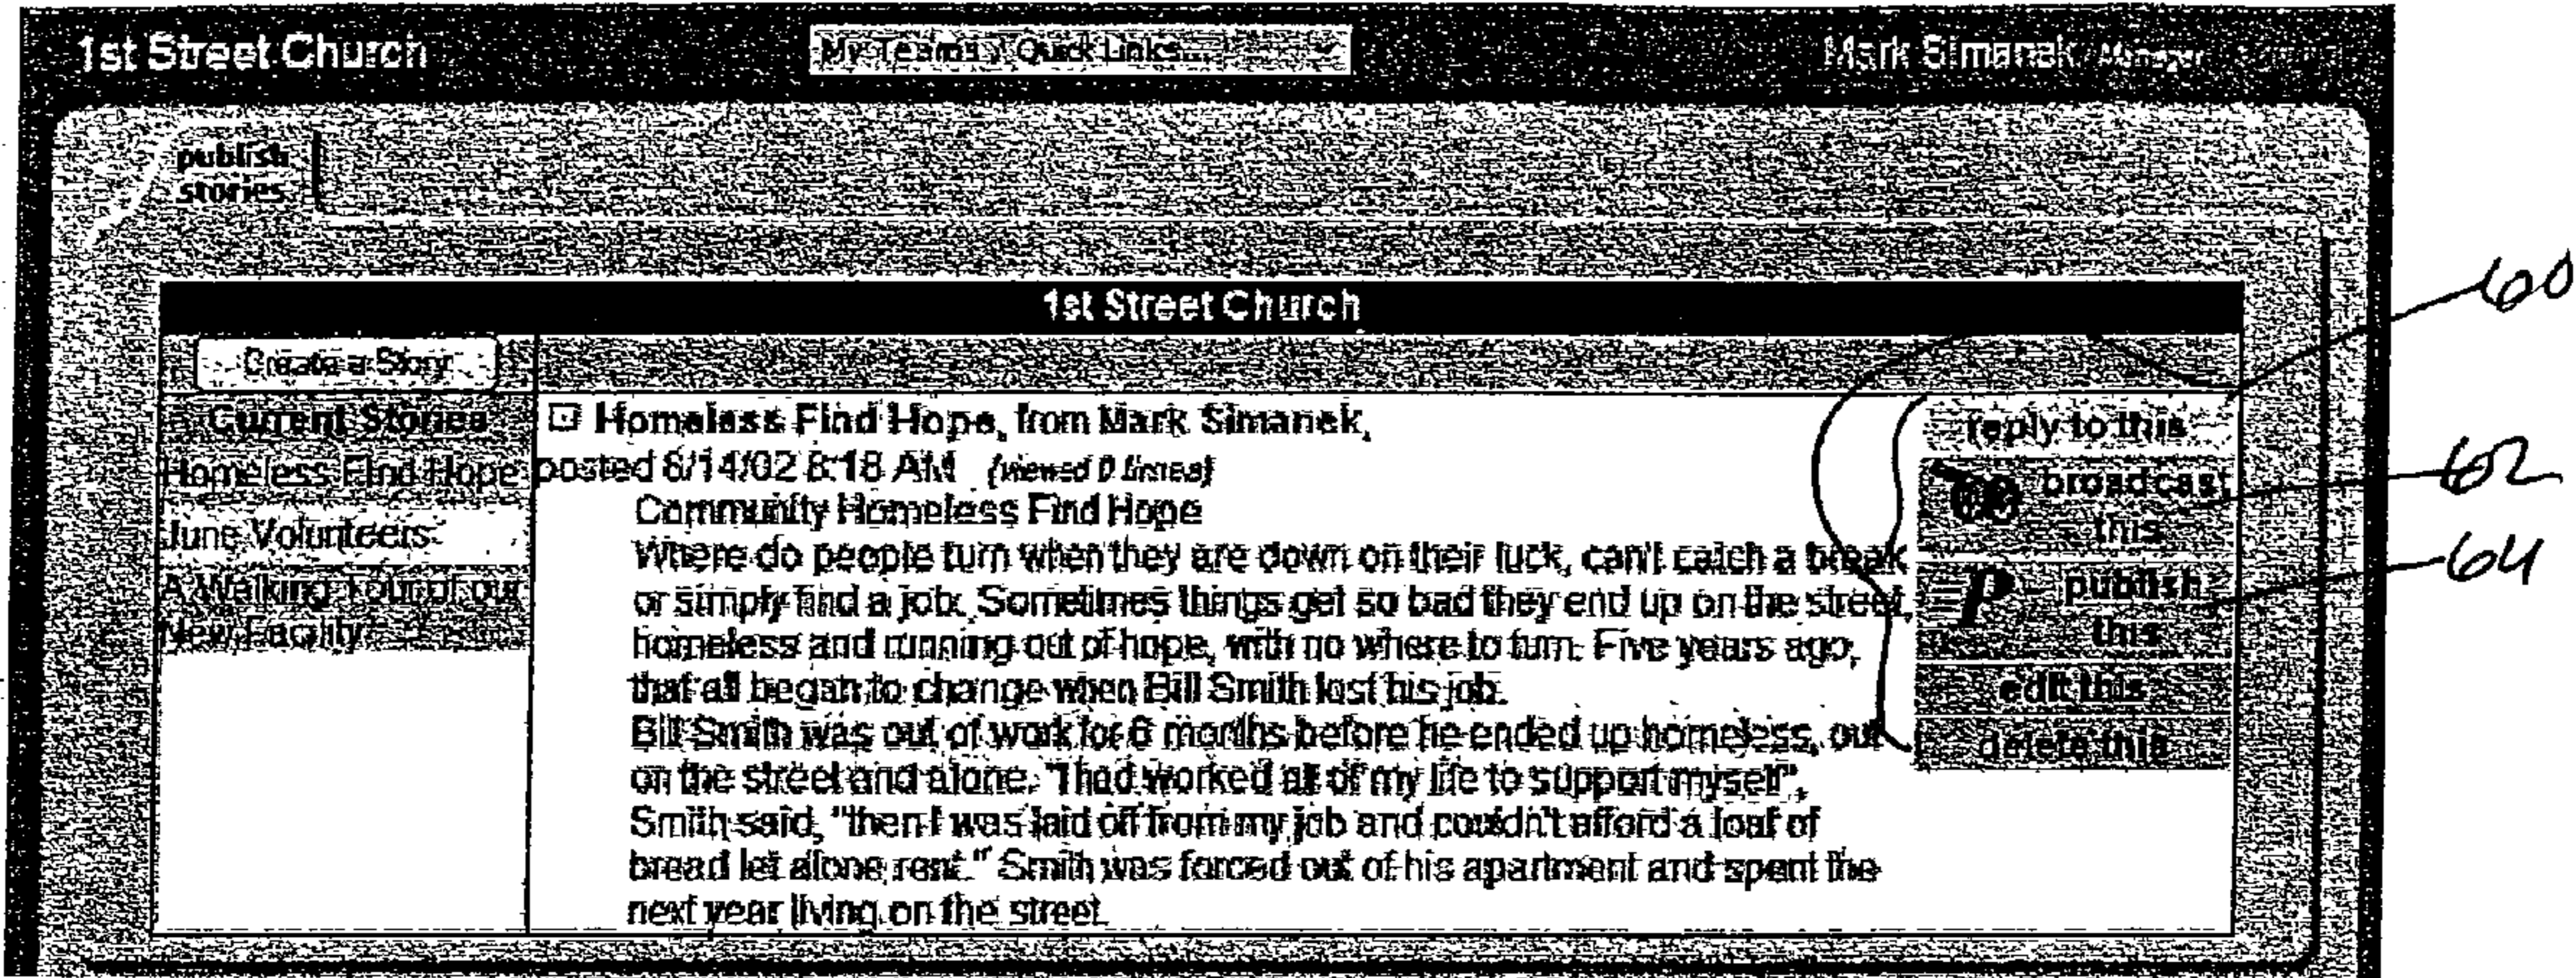 1st Street Church
My Teams / Quick Links...
Mark Simanek Manager
publish
stories
1st Street Church
Create a Story
Current Stories
Homeless Find Hope
June Volunteers
A Walking Tour of our
New Facility
Homeless Find Hope, from Mark Simanek,
posted 8/14/02 8:18 AM (viewed 0 times)
Community Homeless Find Hope
Where do people turn when they are down on their luck, can't catch a break
or simply find a job. Sometimes things get so bad they end up on the street,
homeless and running out of hope, with no where to turn. Five years ago,
that all began to change when Bill Smith lost his job.
Bill Smith was out of work for 6 months before he ended up homeless, out
on the street and alone. "I had worked all of my life to support myself",
Smith said, "then I was laid off from my job and couldn't afford a loaf of
bread let alone rent." Smith was forced out of his apartment and spent the
next year living on the street.
reply to this
broadcast
this
p publish
this
edit this
delete this
60
62
64